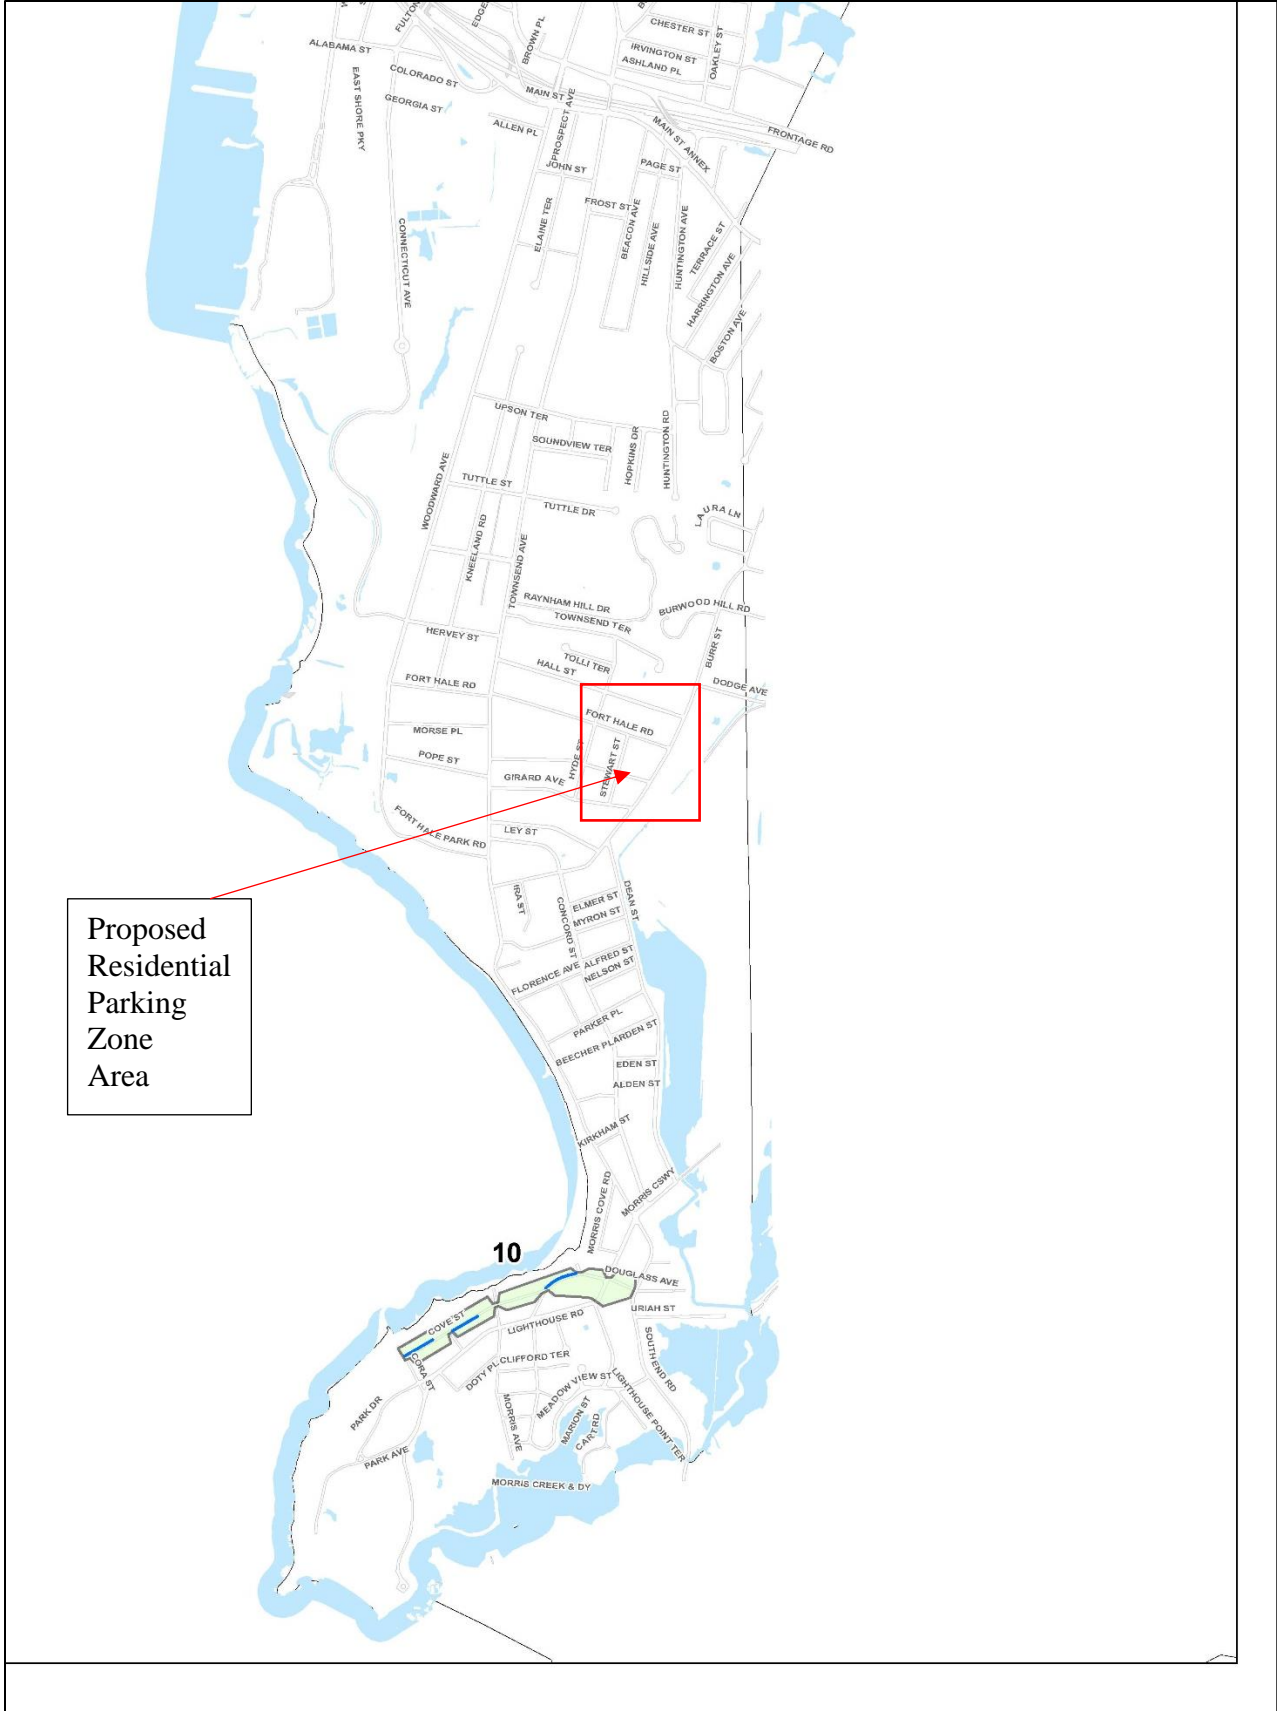 CHESTER ST
IRVINGTON ST
ASHLAND PL
OAKLEY ST
BROWN PL
FULTON
EDGE
ALABAMA ST
COLORADO ST
GEORGIA ST
EAST SHORE PKY
MAIN ST
ALLEN PL
PROSPECT AVE
MAIN ST ANNEX
FRONTAGE RD
JOHN ST
PAGE ST
FROST ST
ELAINE TER
BEACON AVE
HILLSIDE AVE
HUNTINGTON AVE
TERRACE ST
HARRINGTON AVE
BOSTON AVE
CONNECTICUT AVE
UPSON TER
SOUNDVIEW TER
HOPKINS DR
HUNTINGTON RD
WOODWARD AVE
TUTTLE ST
TUTTLE DR
LAURA LN
KNEELAND RD
TOWNSEND AVE
RAYNHAM HILL DR
TOWNSEND TER
BURWOOD HILL RD
BURR ST
HERVEY ST
TOLLI TER
HALL ST
FORT HALE RD
DODGE AVE
FORT HALE RD
MORSE PL
POPE ST
HYDE ST
STEWART ST
GIRARD AVE
FORT HALE PARK RD
LEY ST
Proposed
Residential
Parking
Zone
Area
IRA ST
CONCORD ST
ELMER ST
MYRON ST
DEAN ST
FLORENCE AVE
ALFRED ST
NELSON ST
PARKER PL
BEECHER PL
ARDEN ST
EDEN ST
ALDEN ST
KIRKHAM ST
MORRIS COVE RD
MORRIS CSWY
10
DOUGLASS AVE
COVE ST
LIGHTHOUSE RD
URIAH ST
CORA ST
DOTY PL
CLIFFORD TER
SOUTH END RD
MEADOW VIEW ST
LIGHTHOUSE POINT TER
PARK DR
MORRIS AVE
MARION ST
CART RD
PARK AVE
MORRIS CREEK & DY